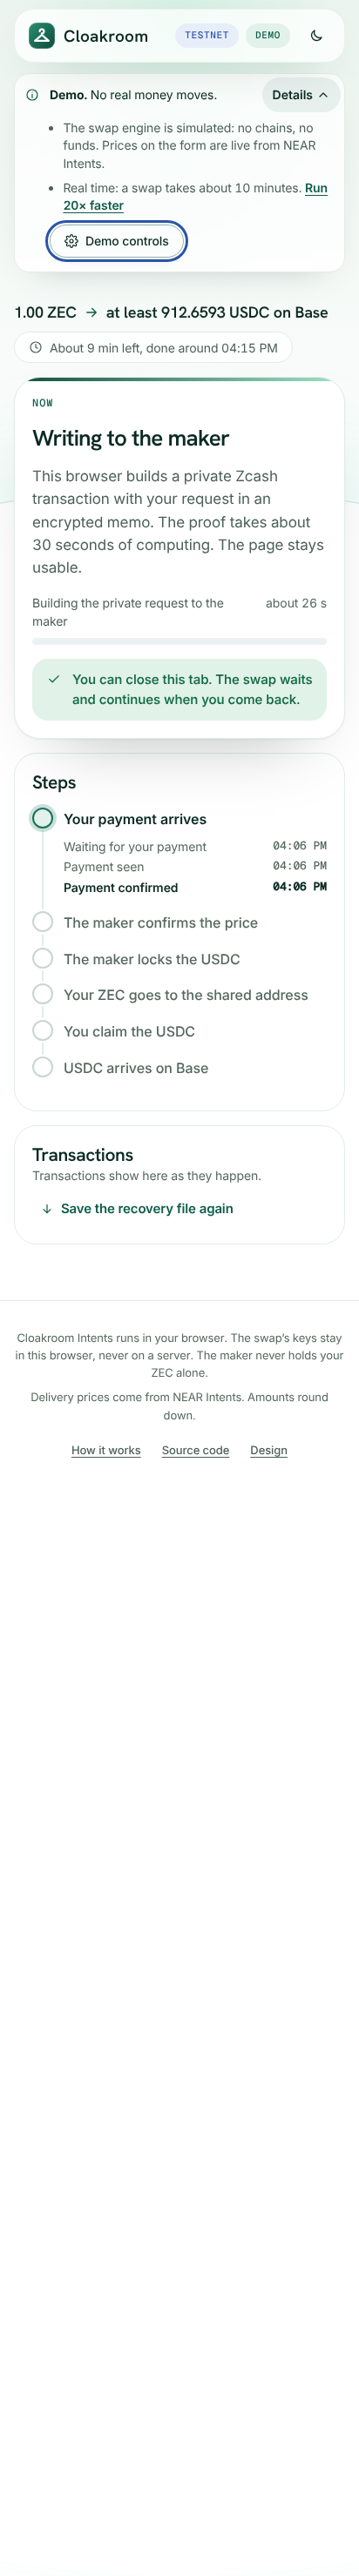 Cloakroom
TESTNET
DEMO
Demo. No real money moves.
Details
The swap engine is simulated: no chains, no
funds. Prices on the form are live from NEAR
Intents.
Real time: a swap takes about 10 minutes. Run
20× faster
Demo controls
1.00 ZEC → at least 912.6593 USDC on Base
About 9 min left, done around 04:15 PM
NOW
Writing to the maker
This browser builds a private Zcash
transaction with your request in an
encrypted memo. The proof takes about
30 seconds of computing. The page stays
usable.
Building the private request to the
maker
about 26 s
You can close this tab. The swap waits
and continues when you come back.
Steps
Your payment arrives
Waiting for your payment 04:06 PM
Payment seen 04:06 PM
Payment confirmed 04:06 PM
The maker confirms the price
The maker locks the USDC
Your ZEC goes to the shared address
You claim the USDC
USDC arrives on Base
Transactions
Transactions show here as they happen.
Save the recovery file again
Cloakroom Intents runs in your browser. The swap's keys stay
in this browser, never on a server. The maker never holds your
ZEC alone.
Delivery prices come from NEAR Intents. Amounts round
down.
How it works Source code Design